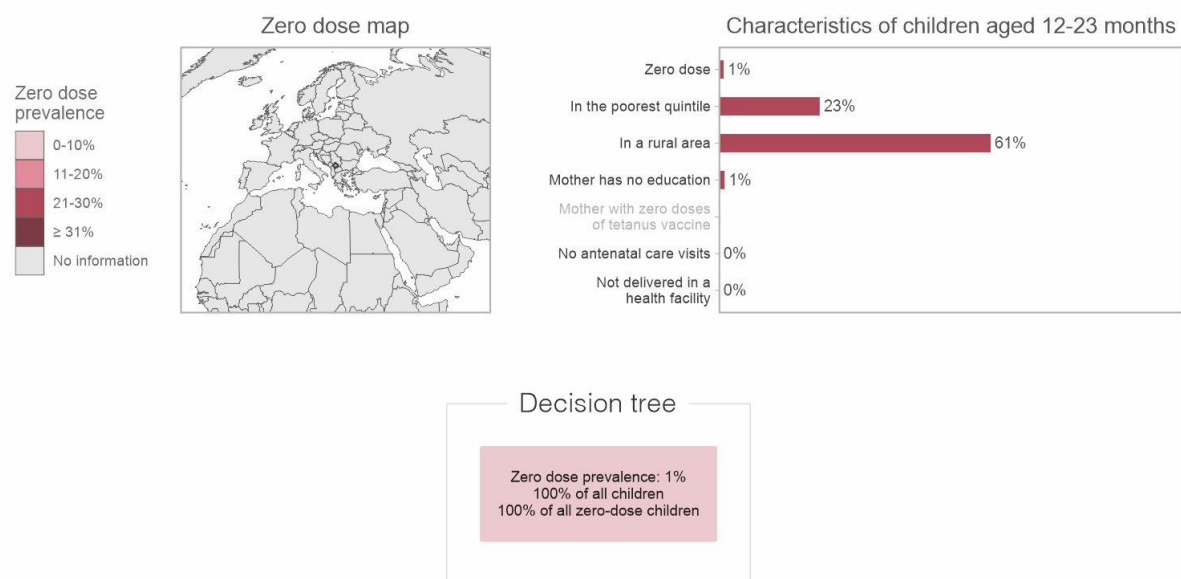 Zero dose map
Zero dose
prevalence
0-10%
11-20%
21-30%
≥ 31%
No information
Characteristics of children aged 12-23 months
Zero dose
1%
In the poorest quintile
23%
In a rural area
61%
Mother has no education
1%
Mother with zero doses
of tetanus vaccine
No antenatal care visits
0%
Not delivered in a
health facility
0%
Decision tree
Zero dose prevalence: 1%
100% of all children
100% of all zero-dose children